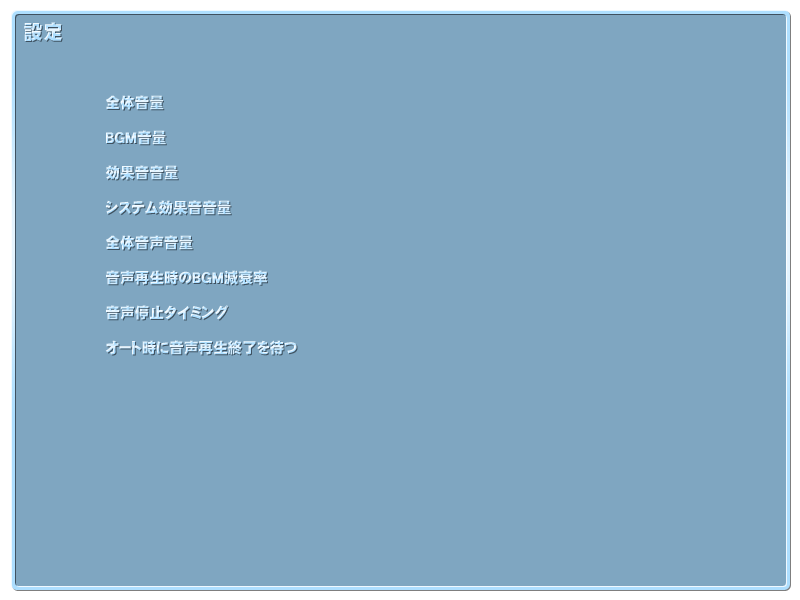 設定
全体音量
BGM音量
効果音音量
システム効果音音量
全体音声音量
音声再生時のBGM減衰率
音声停止タイミング
オート時に音声再生終了を待つ